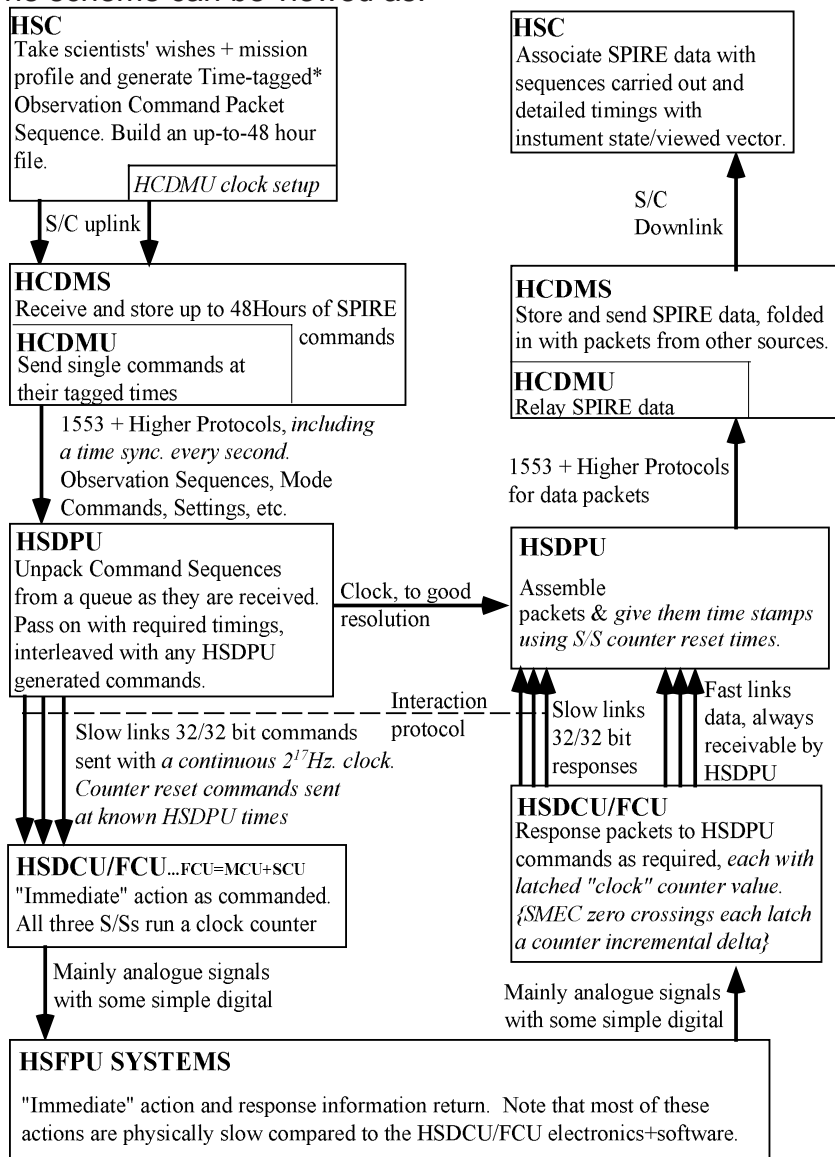 scheme can be viewed as:
HSC
Take scientists' wishes + mission
profile and generate Time-tagged*
Observation Command Packet
Sequence. Build an up-to-48 hour
file.
HCDMU clock setup
S/C uplink
HCDMS
Receive and store up to 48Hours of SPIRE
commands
HCDMU
Send single commands at
their tagged times
1553 + Higher Protocols, including
a time sync. every second.
Observation Sequences, Mode
Commands, Settings, etc.
HSDPU
Unpack Command Sequences
from a queue as they are received.
Pass on with required timings,
interleaved with any HSDPU
generated commands.
Clock, to good
resolution
Interaction
protocol
Slow links 32/32 bit commands
sent with a continuous 2¹⁷Hz. clock.
Counter reset commands sent
at known HSDPU times
HSDCU/FCU...FCU=MCU+SCU
"Immediate" action as commanded.
All three S/Ss run a clock counter
Mainly analogue signals
with some simple digital
HSFPU SYSTEMS
"Immediate" action and response information return. Note that most of these
actions are physically slow compared to the HSDCU/FCU electronics+software.
HSC
Associate SPIRE data with
sequences carried out and
detailed timings with
instument state/viewed vector.
S/C
Downlink
HCDMS
Store and send SPIRE data, folded
in with packets from other sources.
HCDMU
Relay SPIRE data
1553 + Higher Protocols
for data packets
HSDPU
Assemble
packets & give them time stamps
using S/S counter reset times.
Slow links
32/32 bit
responses
Fast links
data, always
receivable by
HSDPU
HSDCU/FCU
Response packets to HSDPU
commands as required, each with
latched "clock" counter value.
{SMEC zero crossings each latch
a counter incremental delta}
Mainly analogue signals
with some simple digital